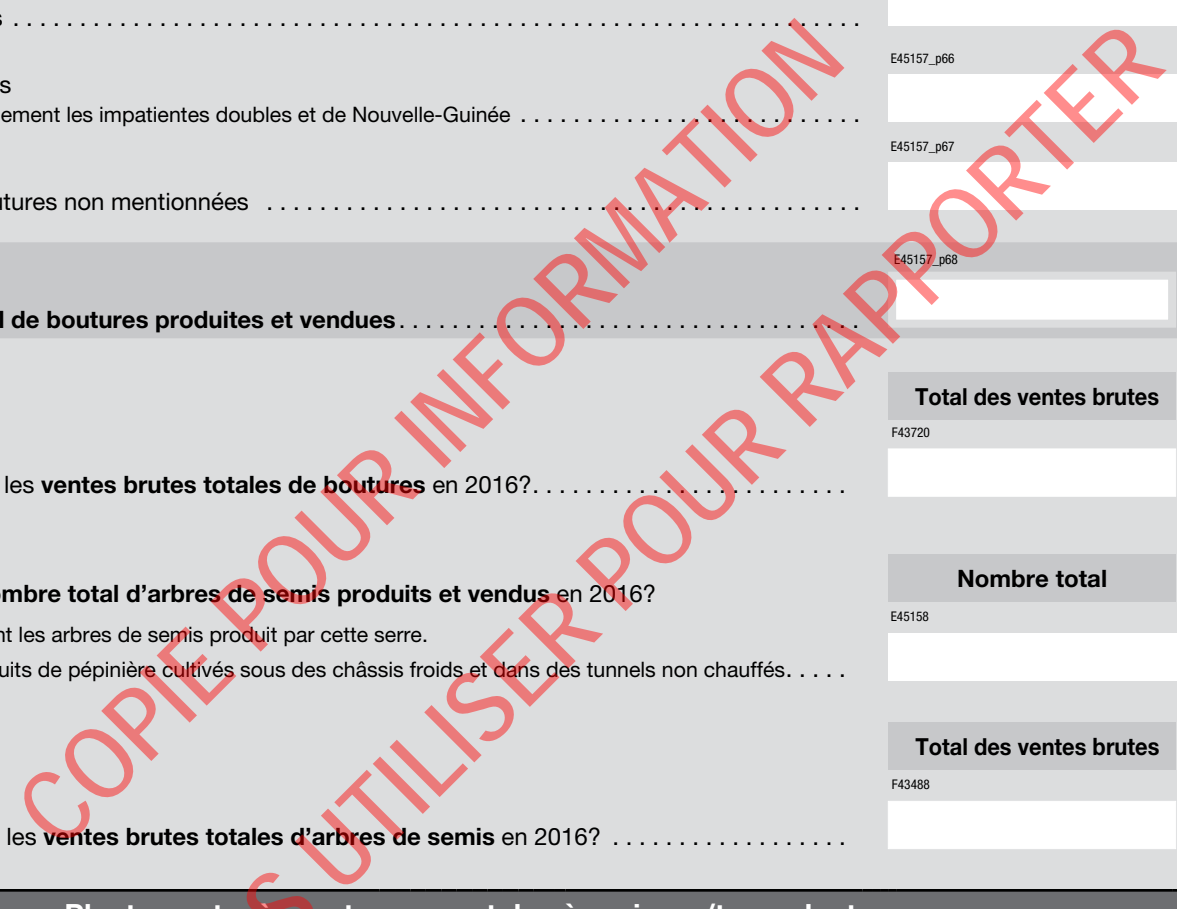 E45157_p66
ement les impatientes doubles et de Nouvelle-Guinée
E45157_p67
utures non mentionnées
E45157_p68
de boutures produites et vendues
Total des ventes brutes
F43720
les ventes brutes totales de boutures en 2016?
Nombre total
mbre total d'arbres de semis produits et vendus en 2016?
E45158
nt les arbres de semis produit par cette serre.
uits de pépinière cultivés sous des châssis froids et dans des tunnels non chauffés.
Total des ventes brutes
F43488
les ventes brutes totales d'arbres de semis en 2016?
COPIE POUR INFORMATION
S UTILISER POUR RAPPORTER